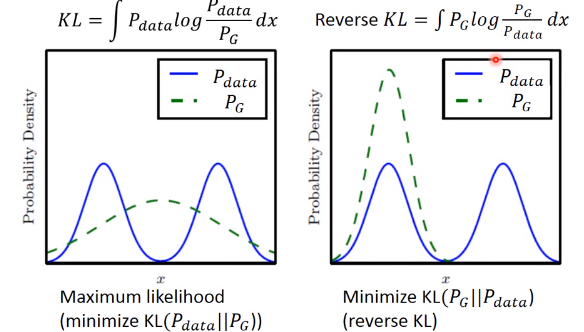 KL = ∫ P_data log P_data/P_G dx
Reverse KL = ∫ P_G log P_G/P_data dx
Probability Density
P_data
P_G
x
Maximum likelihood
(minimize KL(P_data||P_G))
Probability Density
P_data
P_G
x
Minimize KL(P_G||P_data)
(reverse KL)